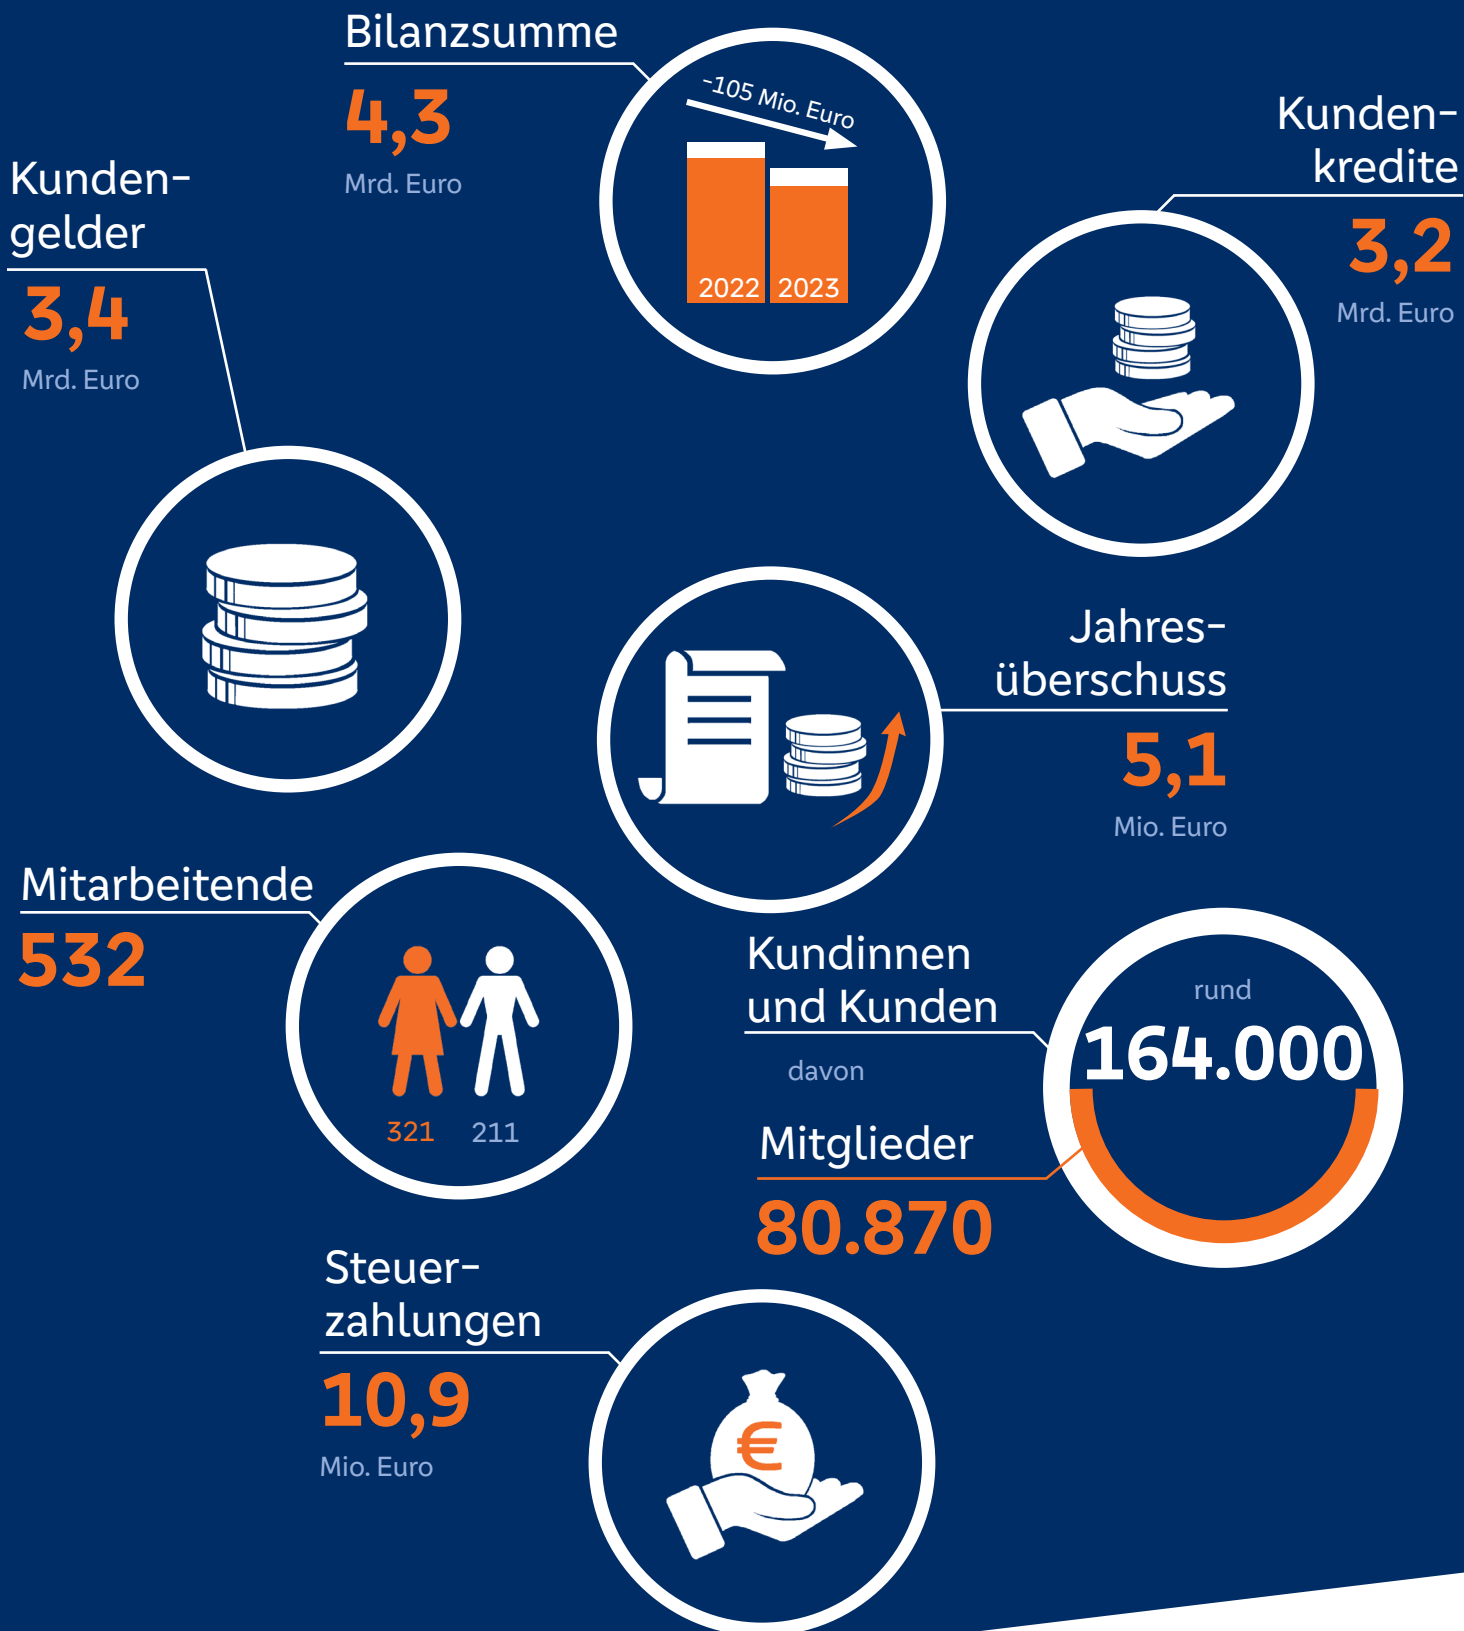 Bilanzsumme
4,3
Mrd. Euro
-105 Mio. Euro
2022 2023
Kunden-
kredite
3,2
Mrd. Euro
Kunden-
gelder
3,4
Mrd. Euro
Jahres-
überschuss
5,1
Mio. Euro
Mitarbeitende
532
321 211
Kundinnen
und Kunden
davon
rund
164.000
Mitglieder
80.870
Steuer-
zahlungen
10,9
Mio. Euro
€